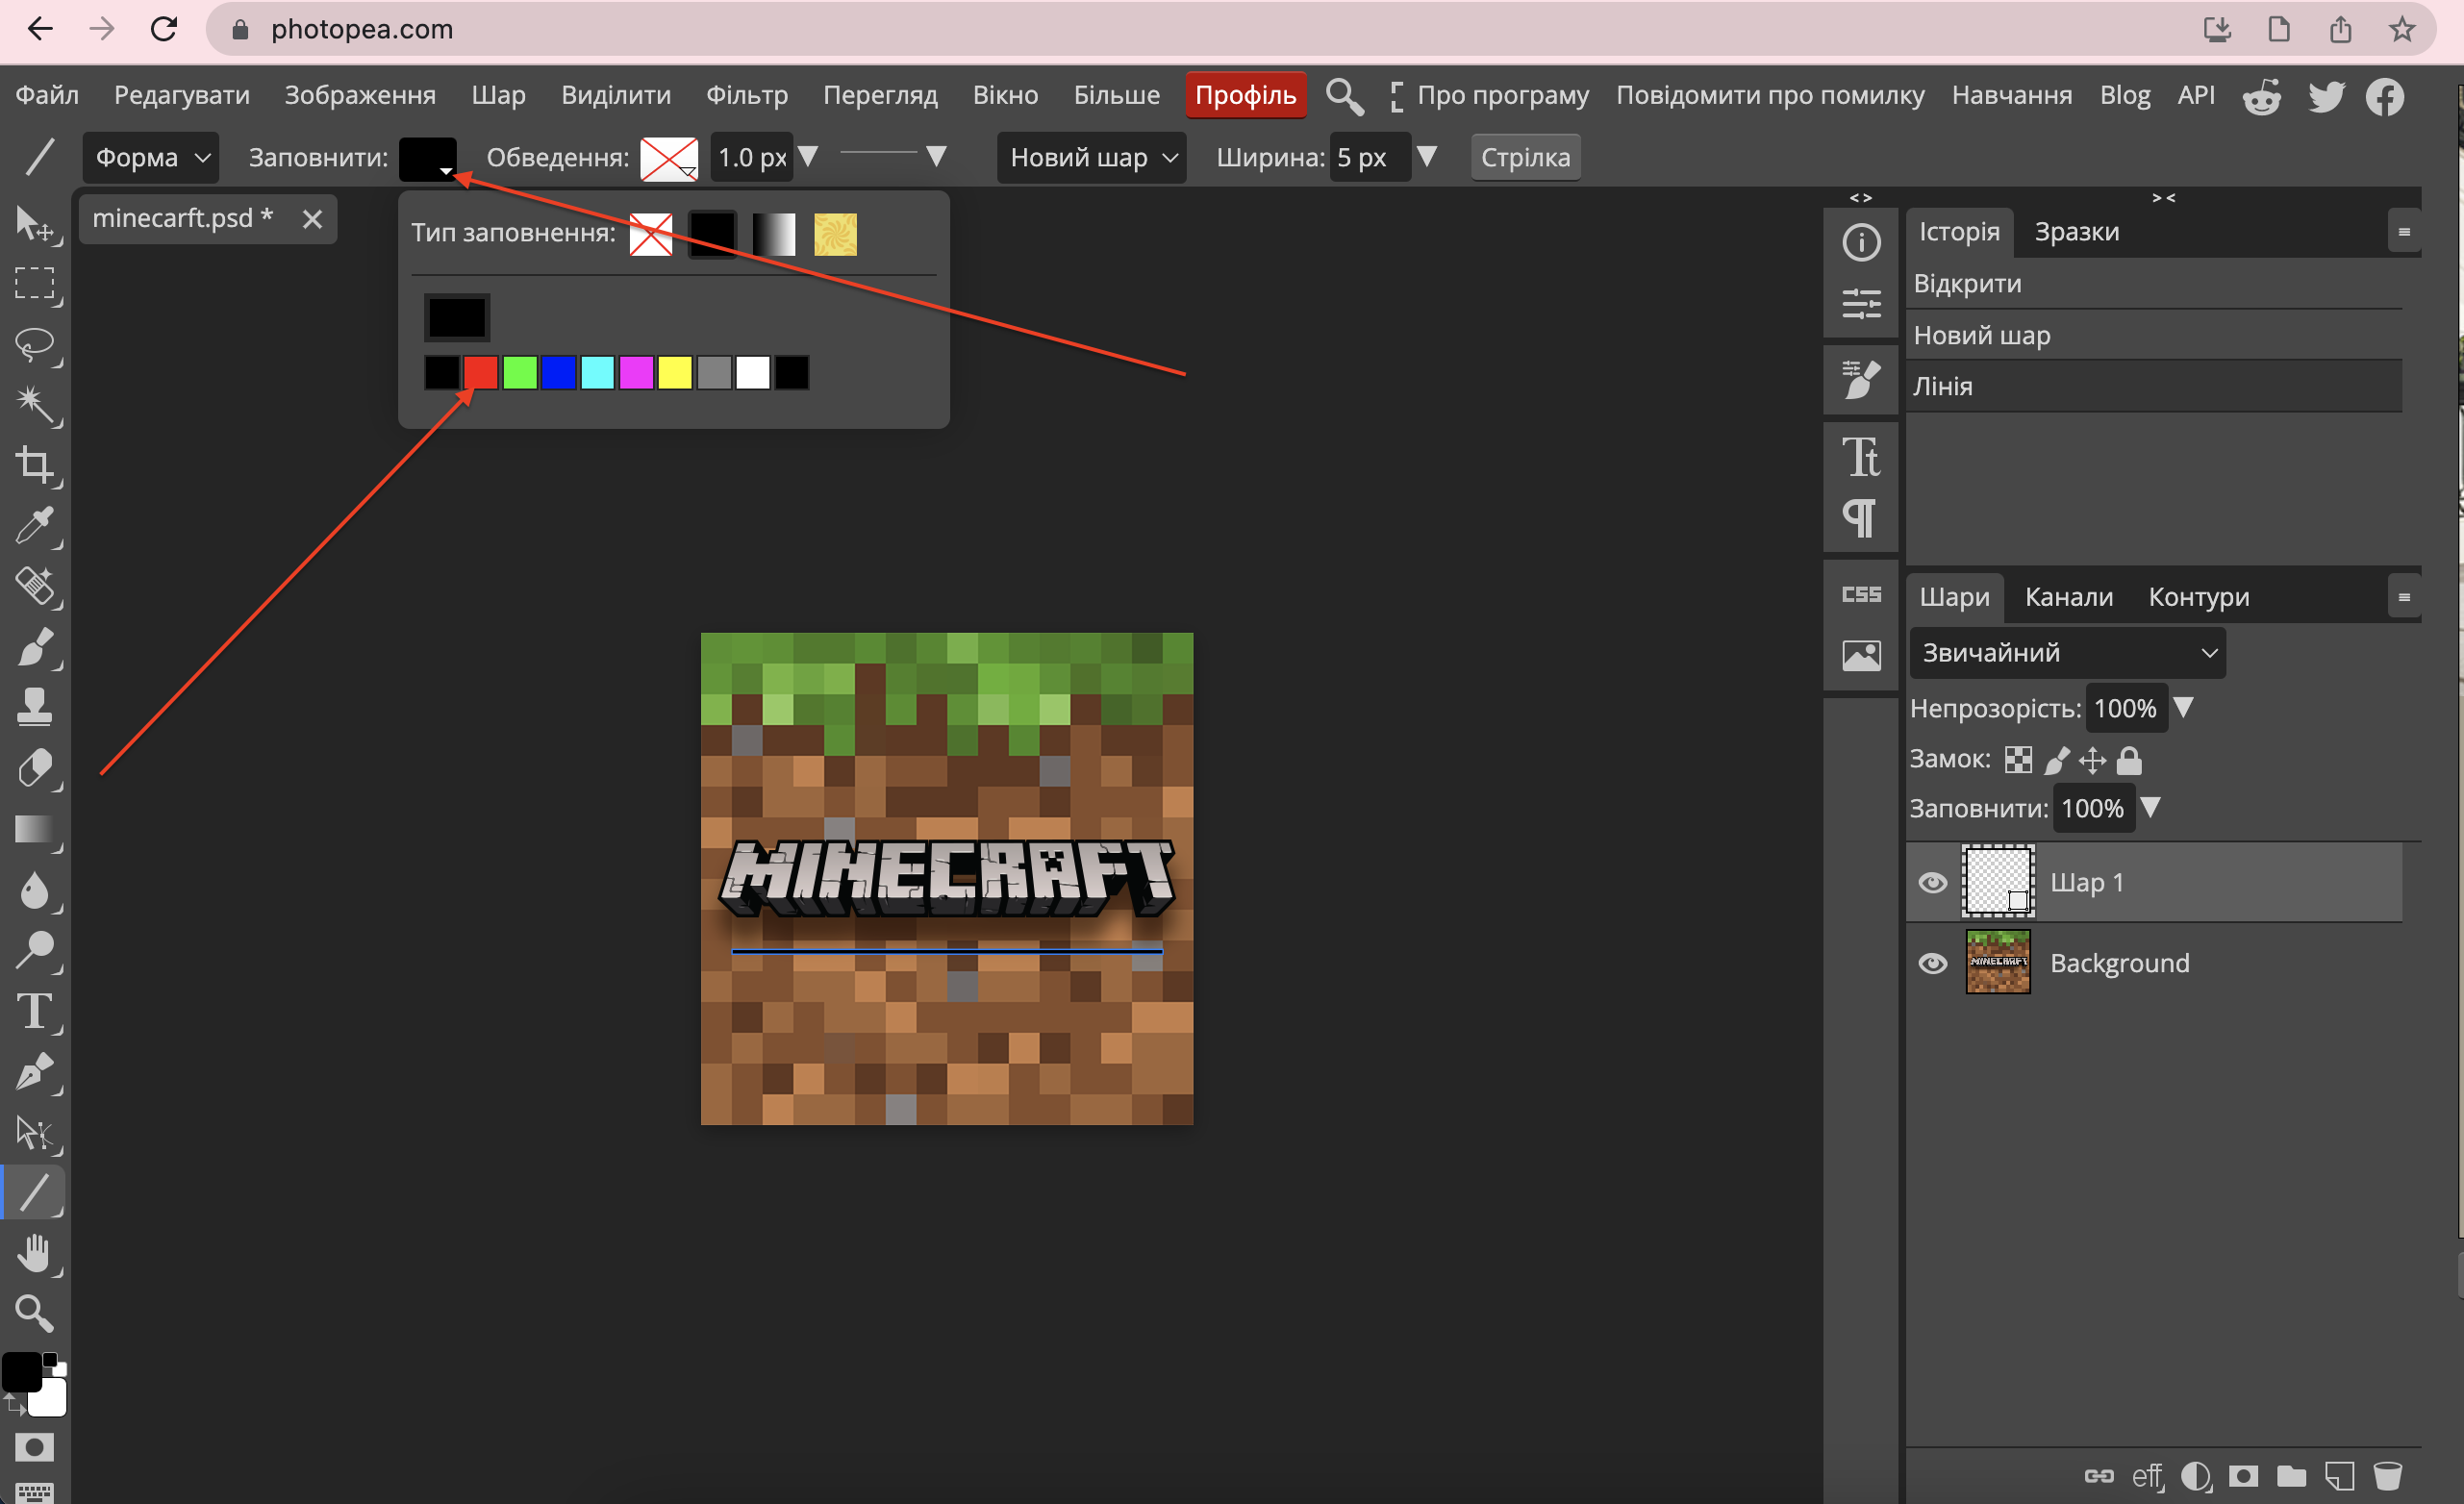 photopea.com
Файл Редагувати Зображення Шар Виділити Фільтр Перегляд Вікно Більше Профіль Про програму Повідомити про помилку Навчання Blog API
Форма Заповнити: Обведення: 1.0 px Новий шар Ширина: 5 px Стрілка
minecarft.psd *
Тип заповнення:
< >
> <
Історія Зразки
Відкрити
Новий шар
Лінія
CSS
Шари Канали Контури
Звичайний
Непрозорість: 100%
Замок:
Заповнити: 100%
Шар 1
Background
MINECRAFT
MINECRAFT
eff